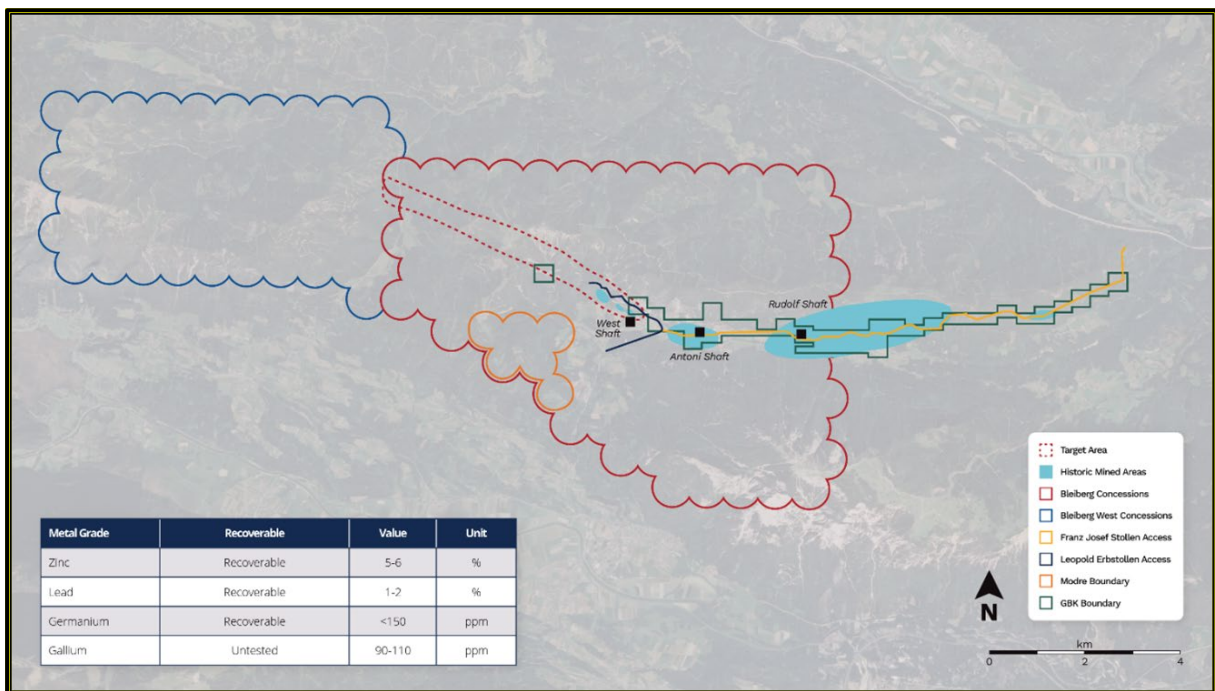 Rudolf Shaft
West
Shaft
Antoni Shaft
Metal Grade Recoverable Value Unit
Zinc Recoverable 5-6 %
Lead Recoverable 1-2 %
Germanium Recoverable <150 ppm
Gallium Untested 90-110 ppm
Target Area
Historic Mined Areas
Bleiberg Concessions
Bleiberg West Concessions
Franz Josef Stollen Access
Leopold Erbstollen Access
Modre Boundary
GBK Boundary
N
km
0 2 4